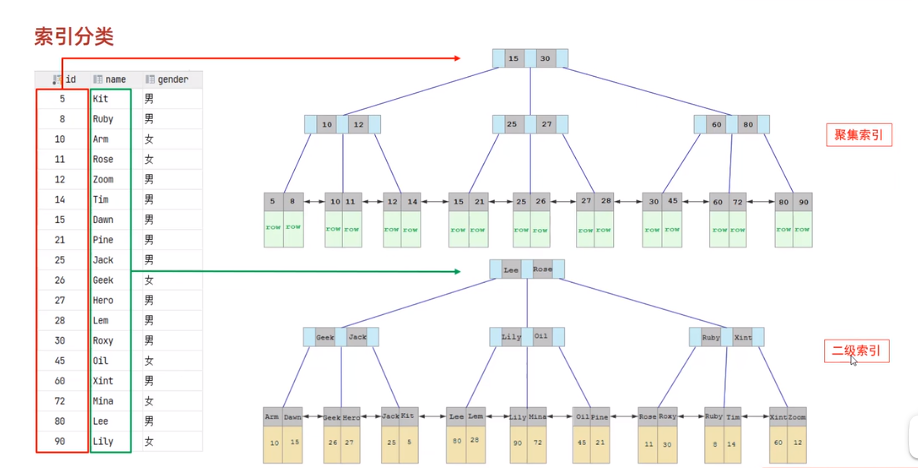 索引分类
id name gender
5 Kit 男
8 Ruby 男
10 Arm 女
11 Rose 女
12 Zoom 男
14 Tim 男
15 Dawn 男
21 Pine 男
25 Jack 男
26 Geek 女
27 Hero 男
28 Lem 男
30 Roxy 男
45 Oil 女
60 Xint 男
72 Mina 女
80 Lee 男
90 Lily 女
15 30
10 12 25 27 60 80
聚集索引
5 8 10 11 12 14 15 21 25 26 27 28 30 45 60 72 80 90
row row row row row row row row row row row row row row row row row row
Lee Rose
Geek Jack Lily Oil Ruby Xint
二级索引
Arm Dawn Geek Hero Jack Kit Lee Lem Lily Mina Oil Pine Rose Roxy Ruby Tim Xint Zoom
10 15 26 27 25 5 80 28 90 72 45 21 11 30 8 14 60 12